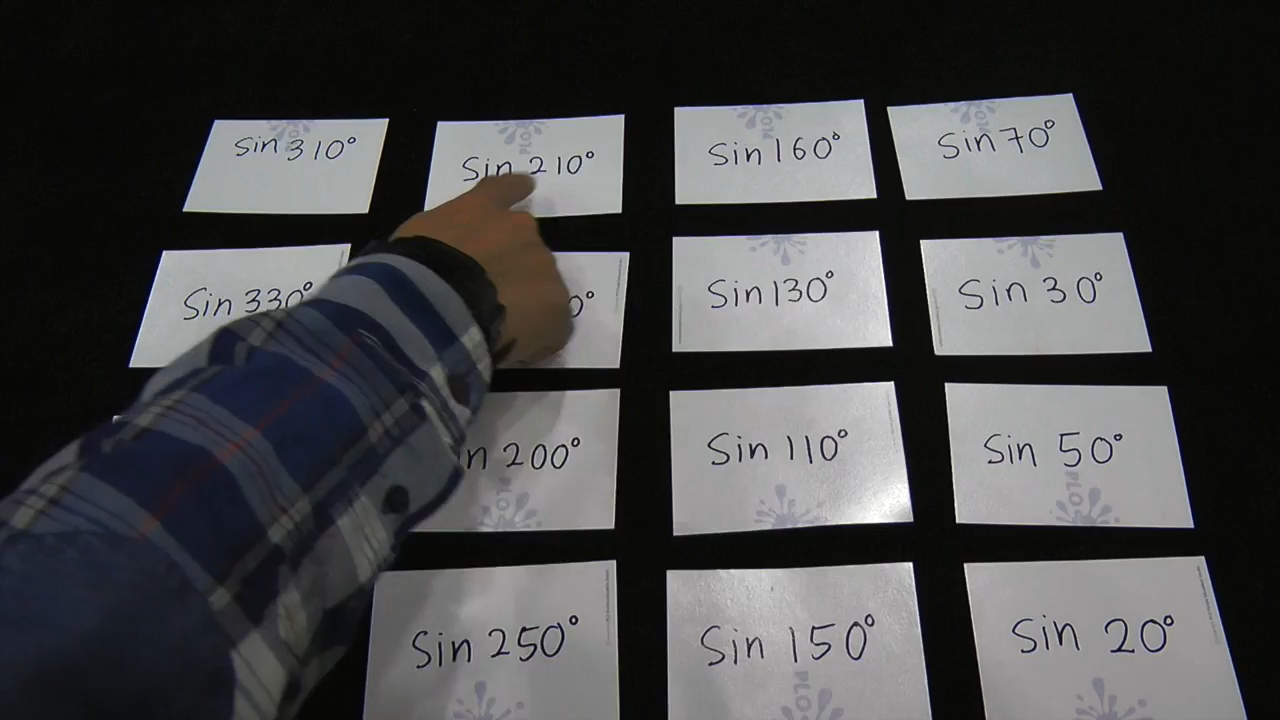 Sin 310°
Sin 210°
Sin 160°
Sin 70°
Sin 330°
Sin 130°
Sin 30°
200°
Sin 110°
Sin 50°
Sin 250°
Sin 150°
Sin 20°